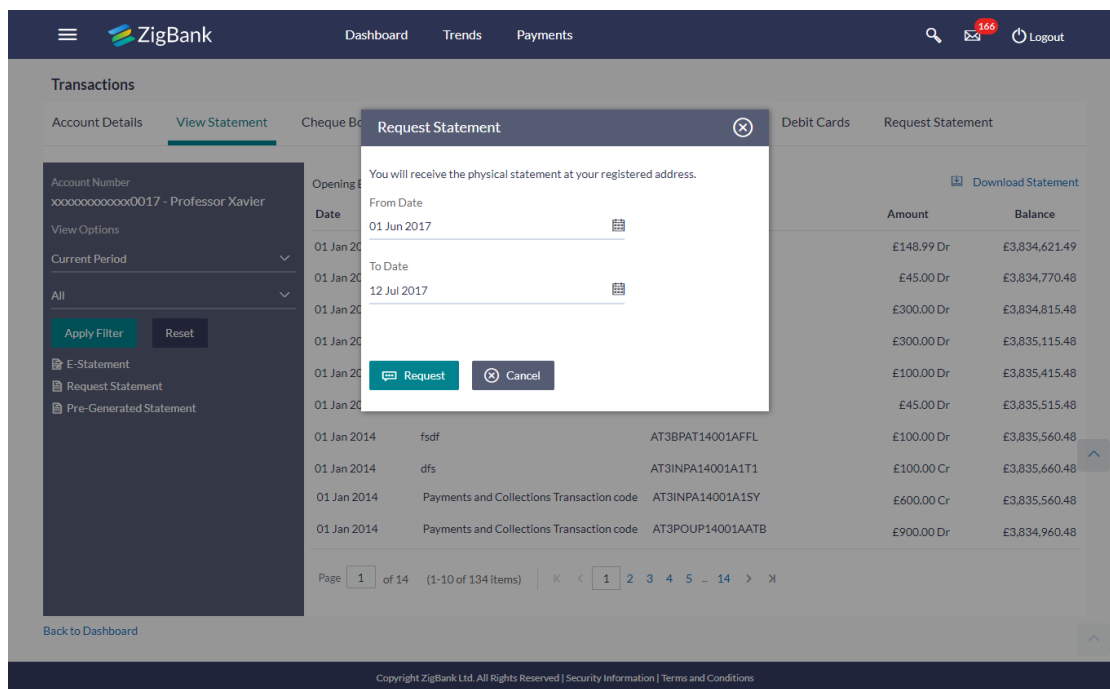 ZigBank Dashboard Trends Payments 166 Logout
Transactions
Account Details View Statement Cheque Debit Cards Request Statement
Request Statement
You will receive the physical statement at your registered address.
From Date
01 Jun 2017
To Date
12 Jul 2017
Request Cancel
Account Number
xxxxxxxxxxxx0017 - Professor Xavier
View Options
Current Period
All
Apply Filter Reset
E-Statement
Request Statement
Pre-Generated Statement
Opening Download Statement
Date Amount Balance
01 Jan £148.99 Dr £3,834,621.49
01 Jan £45.00 Dr £3,834,770.48
01 Jan £300.00 Dr £3,834,815.48
01 Jan £300.00 Dr £3,835,115.48
01 Jan £100.00 Dr £3,835,415.48
01 Jan £45.00 Dr £3,835,515.48
01 Jan 2014 fsdf AT3BPAT14001AFFL £100.00 Dr £3,835,560.48
01 Jan 2014 dfs AT3INPA14001A1T1 £100.00 Cr £3,835,660.48
01 Jan 2014 Payments and Collections Transaction code AT3INPA14001A1SY £600.00 Cr £3,835,560.48
01 Jan 2014 Payments and Collections Transaction code AT3POUP14001AATB £900.00 Dr £3,834,960.48
Page 1 of 14 (1-10 of 134 items) K < 1 2 3 4 5 .. 14 > X
Back to Dashboard
Copyright ZigBank Ltd. All Rights Reserved | Security Information | Terms and Conditions